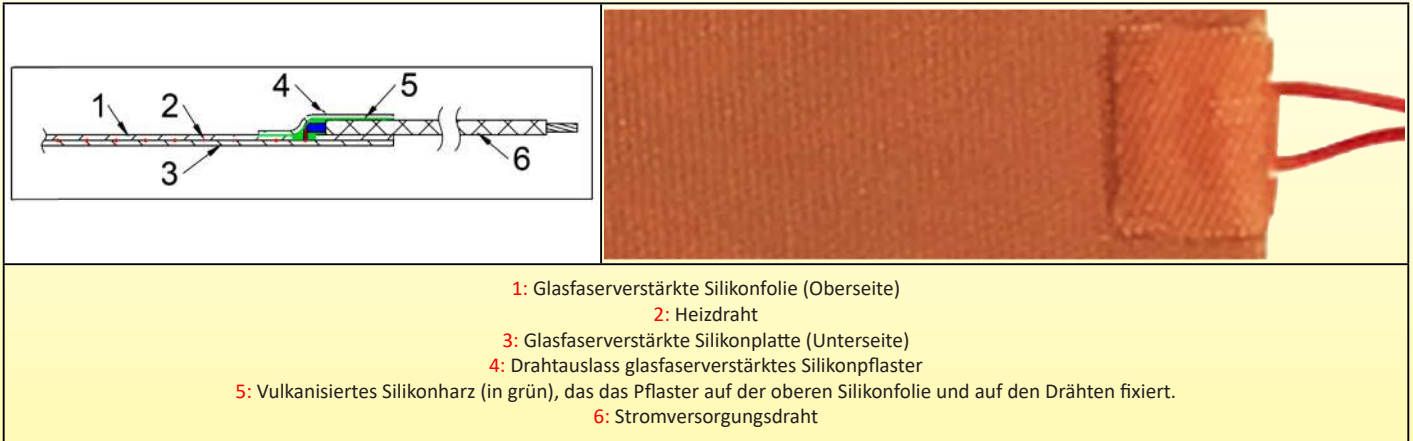 1 2 4 5
3 6
1: Glasfaserverstärkte Silikonfolie (Oberseite)
2: Heizdraht
3: Glasfaserverstärkte Silikonplatte (Unterseite)
4: Drahtauslass glasfaserverstärktes Silikonpflaster
5: Vulkanisiertes Silikonharz (in grün), das das Pflaster auf der oberen Silikonfolie und auf den Drähten fixiert.
6: Stromversorgungsdraht